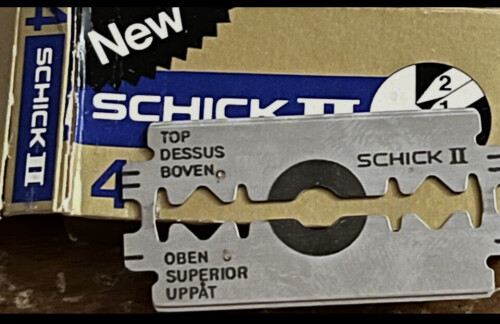 New
4
SCHICK II
SCHICK II
2
1
4
TOP
DESSUS
BOVEN
SCHICK II
OBEN
SUPERIOR
UPPÅT